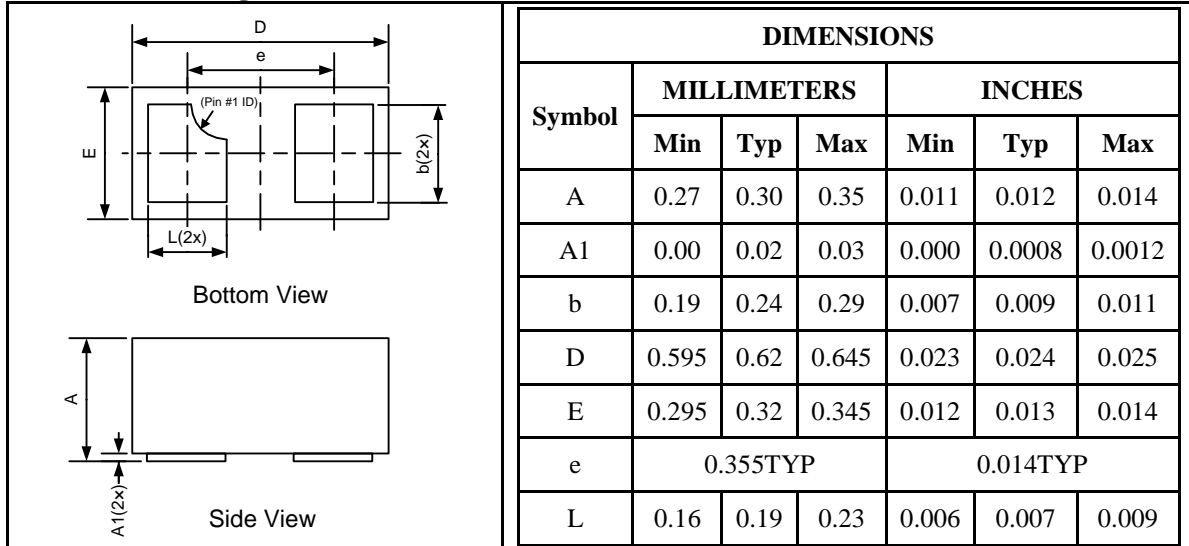 D
e
(Pin #1 ID)
E
b(2×)
L(2x)
Bottom View
A
A1(2×)
Side View
DIMENSIONS
Symbol MILLIMETERS INCHES
Min Typ Max Min Typ Max
A 0.27 0.30 0.35 0.011 0.012 0.014
A1 0.00 0.02 0.03 0.000 0.0008 0.0012
b 0.19 0.24 0.29 0.007 0.009 0.011
D 0.595 0.62 0.645 0.023 0.024 0.025
E 0.295 0.32 0.345 0.012 0.013 0.014
e 0.355TYP 0.014TYP
L 0.16 0.19 0.23 0.006 0.007 0.009